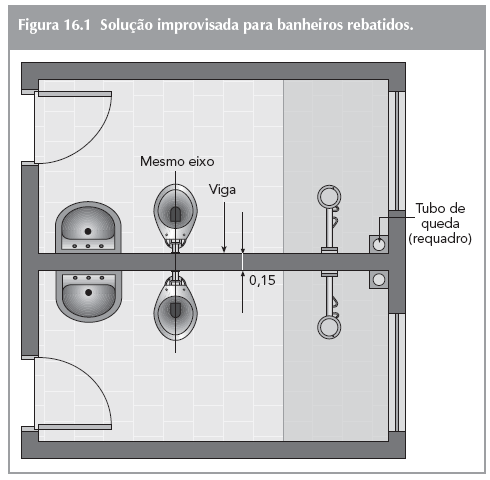 Figura 16.1 Solução improvisada para banheiros rebatidos.
Mesmo eixo
Viga
Tubo de
queda
(requadro)
0,15